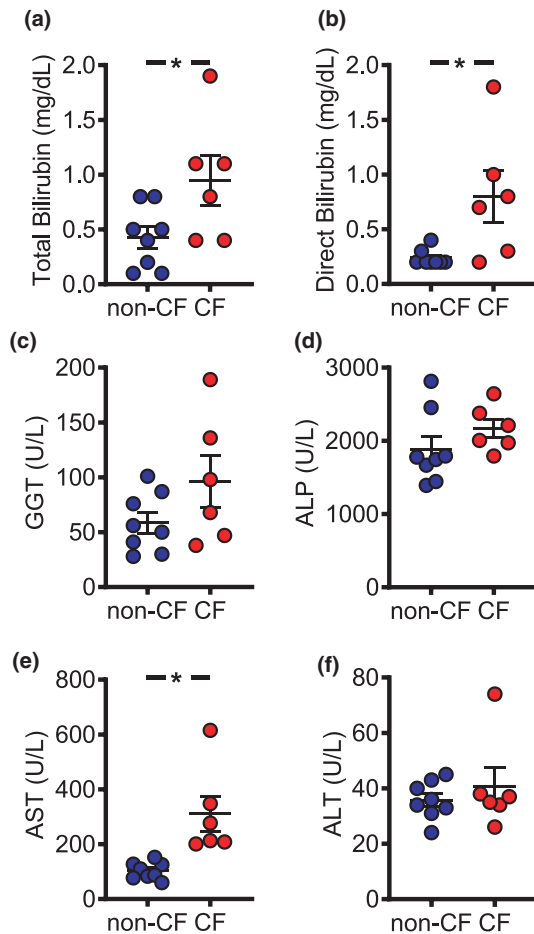 (a)
Total Bilirubin (mg/dL)
2.0
1.5
1.0
0.5
0.0
*
non-CF CF
(b)
Direct Bilirubin (mg/dL)
2.0
1.5
1.0
0.5
0.0
*
non-CF CF
(c)
GGT (U/L)
200
150
100
50
0
non-CF CF
(d)
ALP (U/L)
3000
2000
1000
0
non-CF CF
(e)
AST (U/L)
800
600
400
200
0
*
non-CF CF
(f)
ALT (U/L)
80
60
40
20
0
non-CF CF